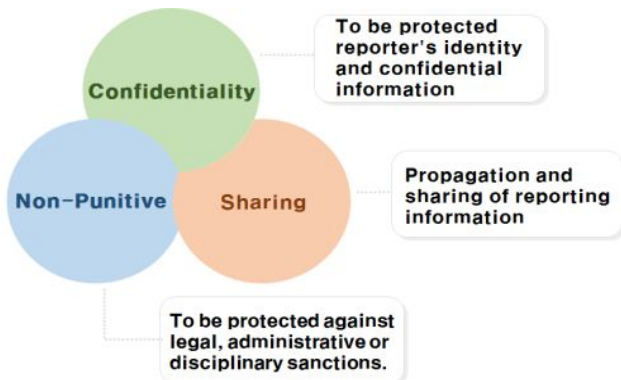 Confidentiality
To be protected
reporter's identity
and confidential
information
Non-Punitive
Sharing
Propagation and
sharing of reporting
information
To be protected against
legal, administrative or
disciplinary sanctions.